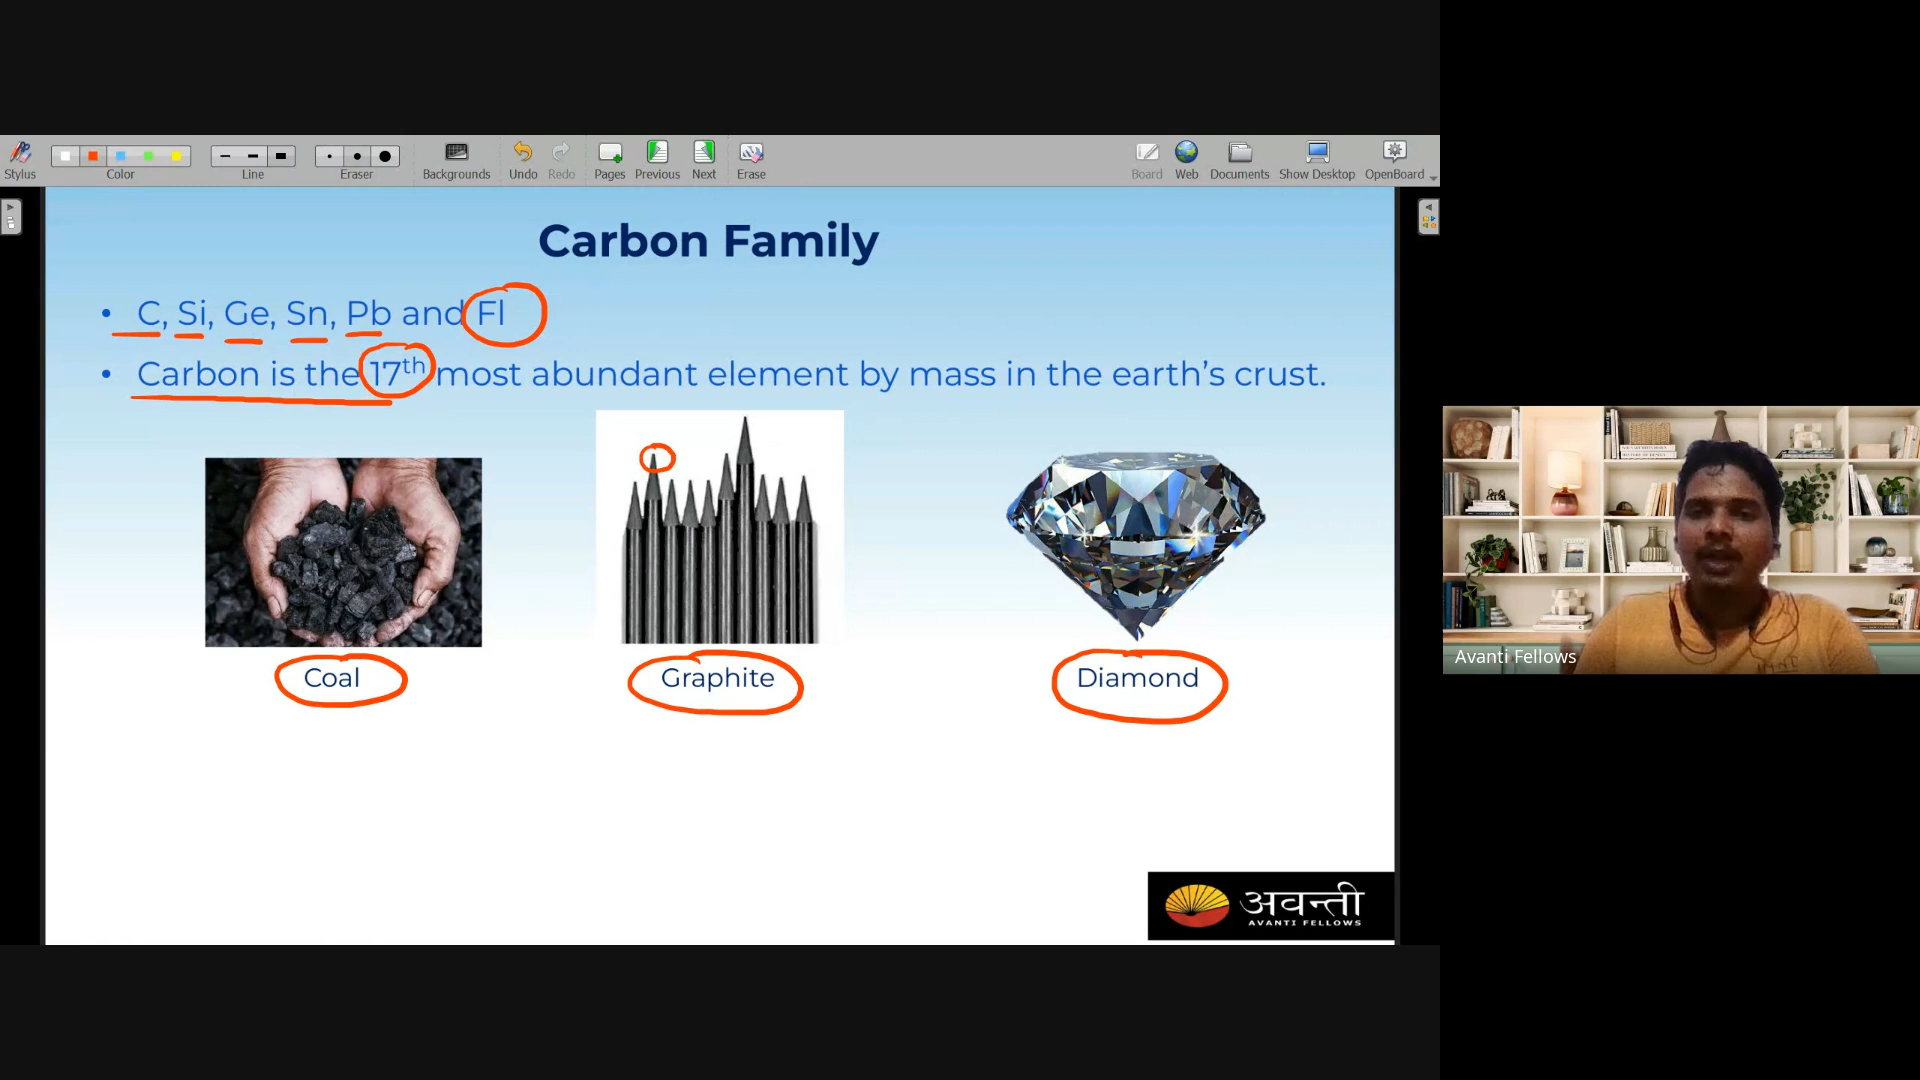 Stylus
Color
Line
Eraser
Backgrounds
Undo
Redo
Pages
Previous
Next
Erase
Board
Web
Documents
Show Desktop
OpenBoard
Carbon Family
• C, Si, Ge, Sn, Pb and Fl
• Carbon is the 17th most abundant element by mass in the earth's crust.
Coal
Graphite
Diamond
Avanti Fellows
अवन्ती
AVANTI FELLOWS